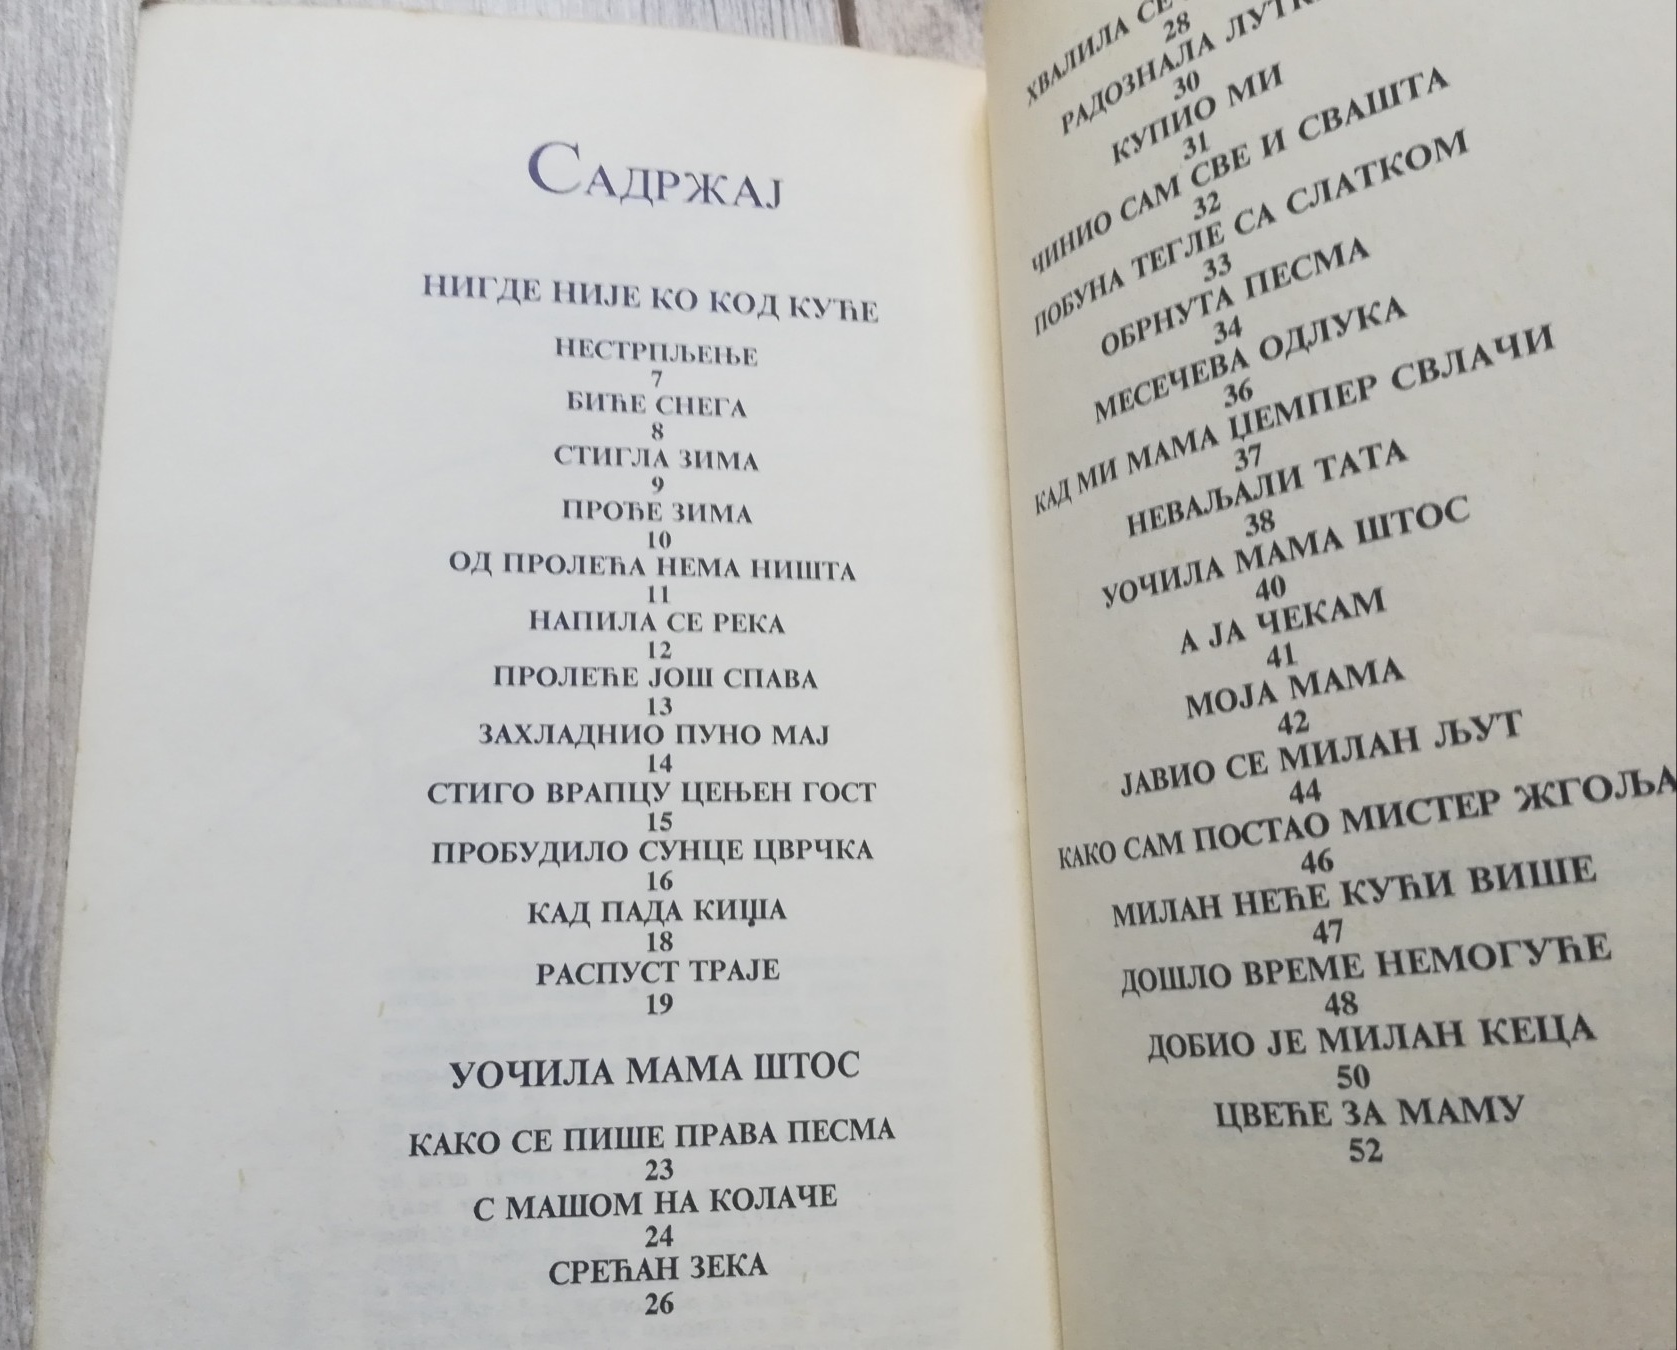 САДРЖАЈ
НИГДЕ НИЈЕ КО КОД КУЋЕ
НЕСТРПЉЕЊЕ
7
БИЋЕ СНЕГА
8
СТИГЛА ЗИМА
9
ПРОЂЕ ЗИМА
10
ОД ПРОЛЕЋА НЕМА НИШТА
11
НАПИЛА СЕ РЕКА
12
ПРОЛЕЋЕ ЈОШ СПАВА
13
ЗАХЛАДНИО ПУНО МАЈ
14
СТИГО ВРАПЦУ ЦЕЊЕН ГОСТ
15
ПРОБУДИЛО СУНЦЕ ЦВРЧКА
16
КАД ПАДА КИША
18
РАСПУСТ ТРАЈЕ
19
УОЧИЛА МАМА ШТОС
КАКО СЕ ПИШЕ ПРАВА ПЕСМА
23
С МАШОМ НА КОЛАЧЕ
24
СРЕЋАН ЗЕКА
26
ХВАЛИЛА СЕ
28
РАДОЗНАЛА
30
КУПИО МИ
31
ЧИНИО САМ СВЕ И СВАШТА
32
ПОБУНА ТЕГЛЕ СА СЛАТКОМ
33
ОБРНУТА ПЕСМА
34
МЕСЕЧЕВА ОДЛУКА
36
КАД МИ МАМА ЏЕМПЕР СВЛАЧИ
37
НЕВАЉАЛИ ТАТА
38
УОЧИЛА МАМА ШТОС
40
А ЈА ЧЕКАМ
41
МОЈА МАМА
42
ЈАВИО СЕ МИЛАН ЉУТ
44
КАКО САМ ПОСТАО МИСТЕР ЖГОЉА
46
МИЛАН НЕЋЕ КУЋИ ВИШЕ
47
ДОШЛО ВРЕМЕ НЕМОГУЋЕ
48
ДОБИО ЈЕ МИЛАН КЕЦА
50
ЦВЕЋЕ ЗА МАМУ
52